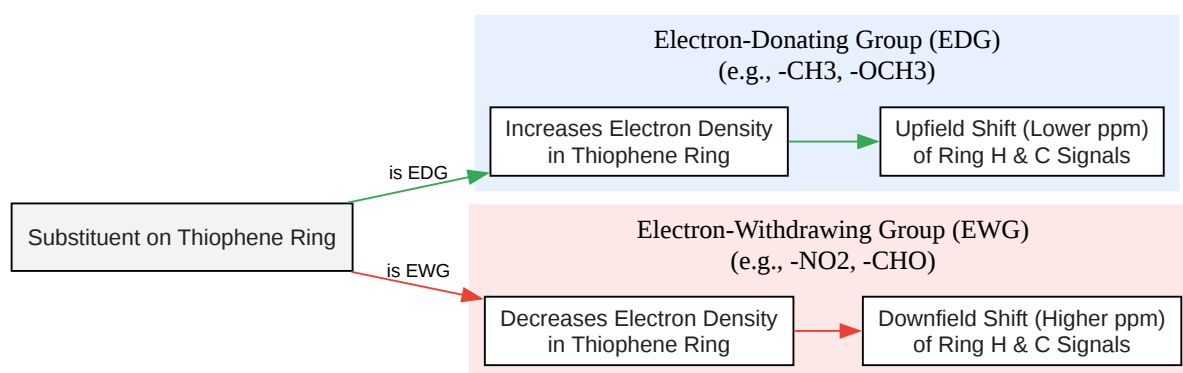 Electron-Donating Group (EDG)
(e.g., -CH3, -OCH3)
Increases Electron Density
in Thiophene Ring
Upfield Shift (Lower ppm)
of Ring H & C Signals
is EDG
Substituent on Thiophene Ring
is EWG
Electron-Withdrawing Group (EWG)
(e.g., -NO2, -CHO)
Decreases Electron Density
in Thiophene Ring
Downfield Shift (Higher ppm)
of Ring H & C Signals